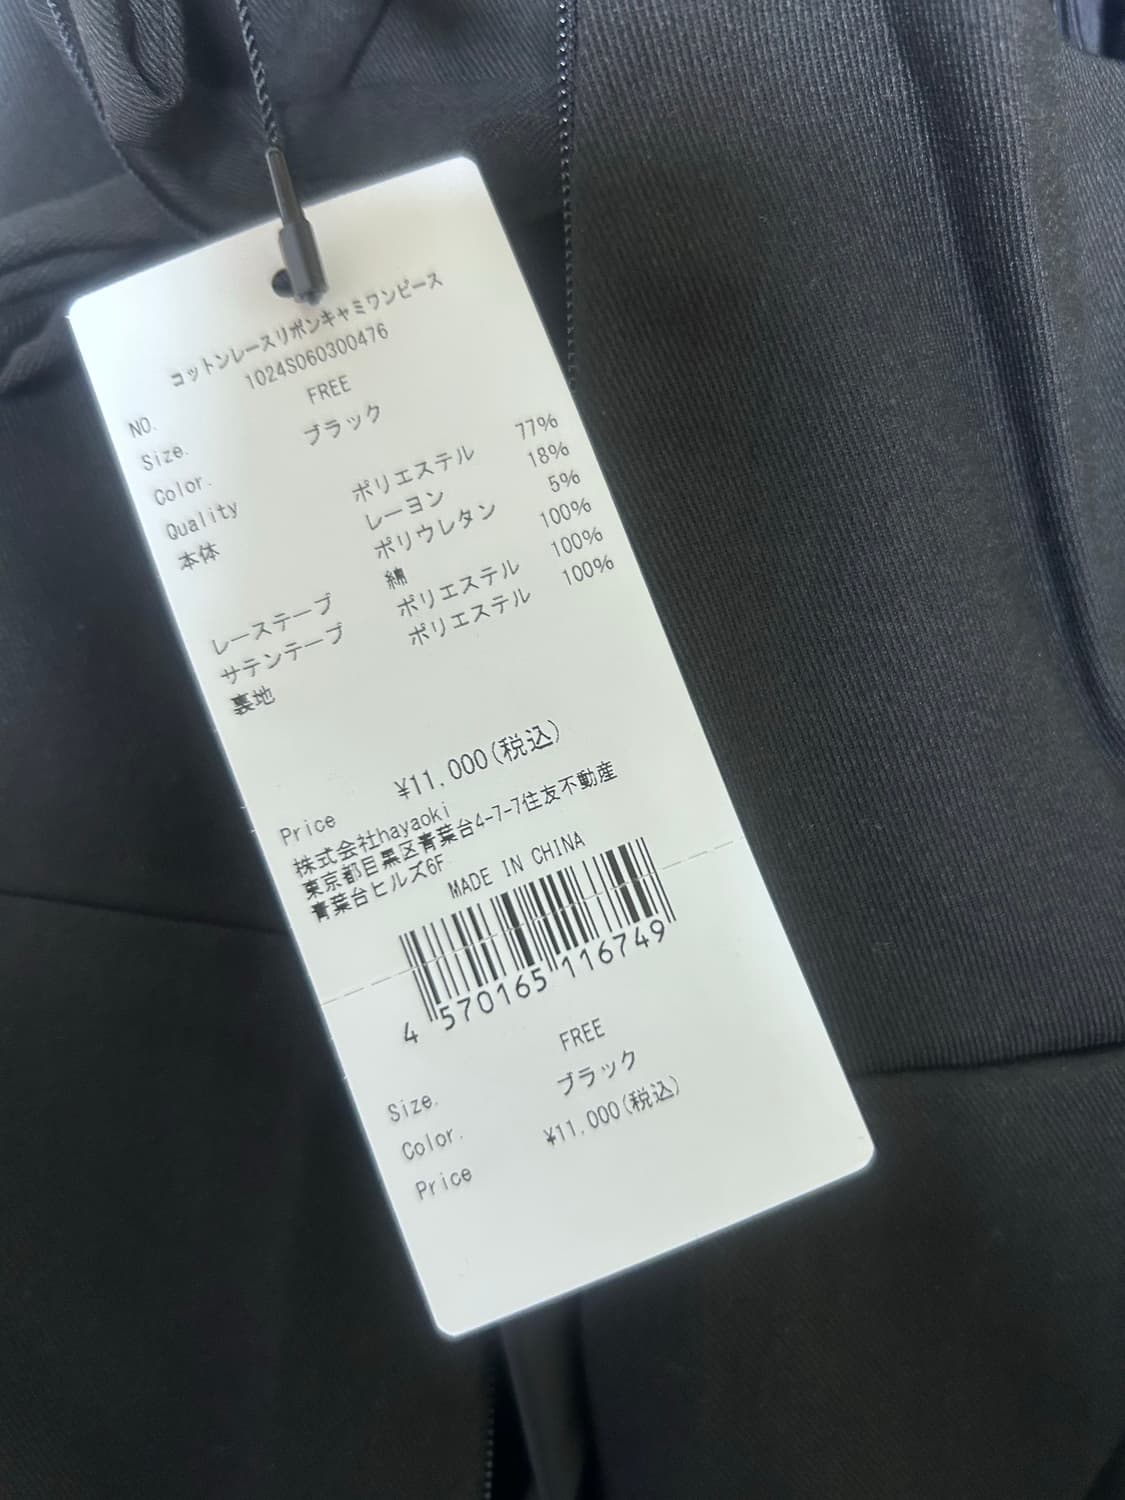 コットンレースリボンキャミワンピース
NO. 1024S060300476
Size. FREE
Color. ブラック
Quality
本体 ポリエステル 77%
レーヨン 18%
ポリウレタン 5%
レーステープ 綿 100%
サテンテープ ポリエステル 100%
裏地 ポリエステル 100%
Price ¥11,000(税込)
株式会社hayaoki
東京都目黒区青葉台4-7-7住友不動産
青葉台ヒルズ6F
MADE IN CHINA
4 570165 116749
Size. FREE
Color. ブラック
Price ¥11,000(税込)